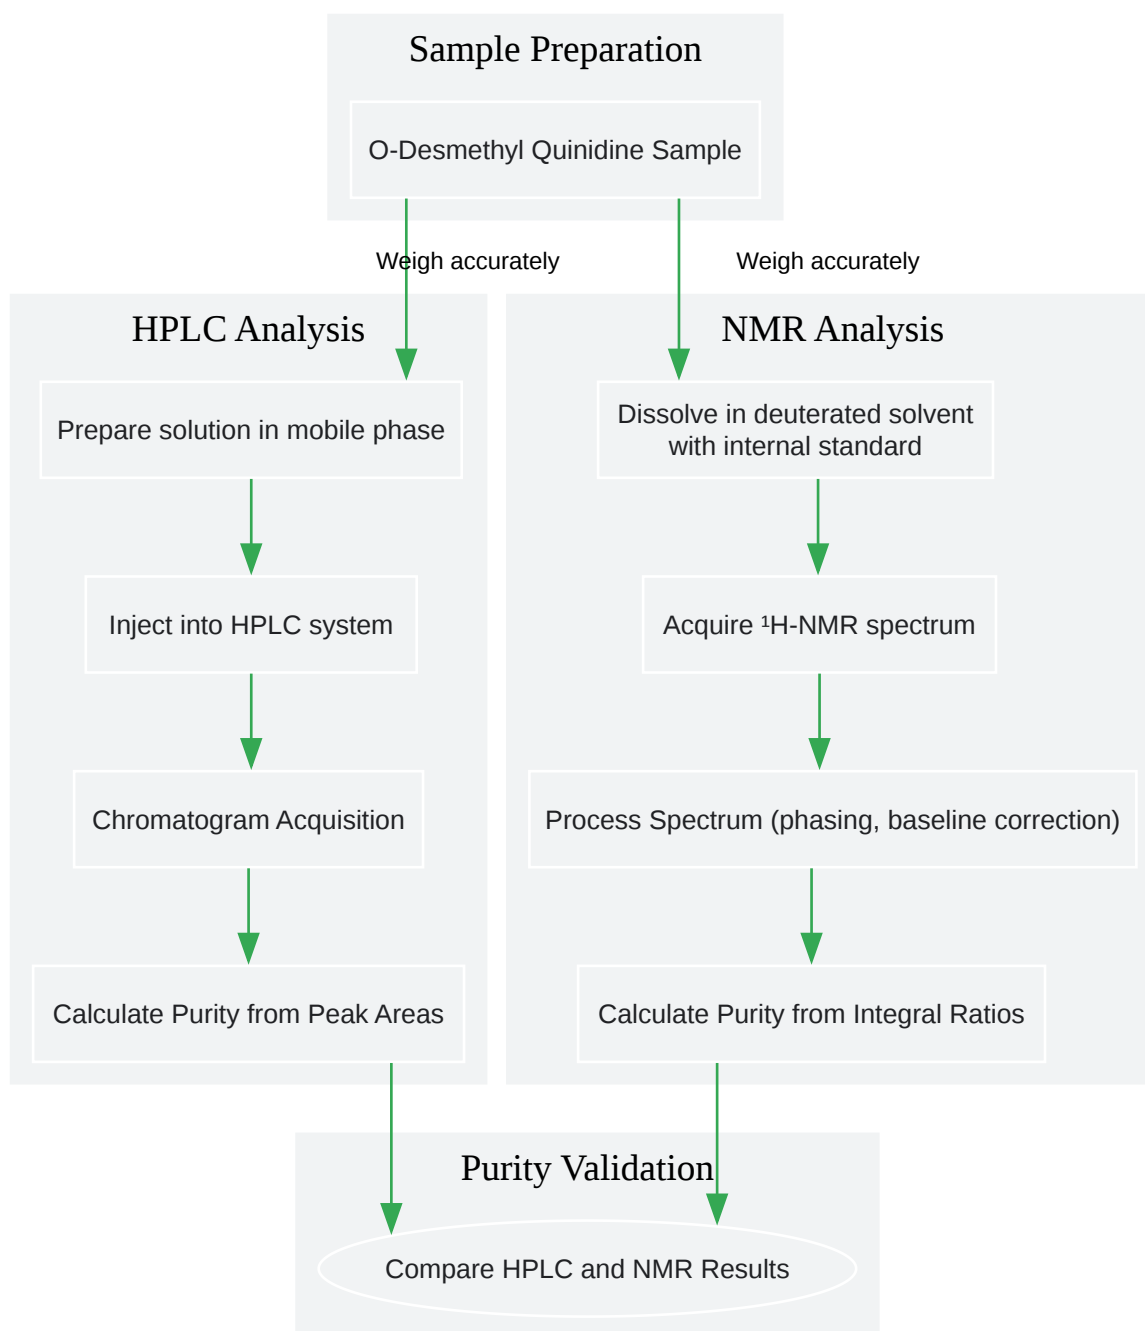 Sample Preparation
O-Desmethyl Quinidine Sample
Weigh accurately
Weigh accurately
HPLC Analysis
Prepare solution in mobile phase
Inject into HPLC system
Chromatogram Acquisition
Calculate Purity from Peak Areas
NMR Analysis
Dissolve in deuterated solvent
with internal standard
Acquire ¹H-NMR spectrum
Process Spectrum (phasing, baseline correction)
Calculate Purity from Integral Ratios
Purity Validation
Compare HPLC and NMR Results